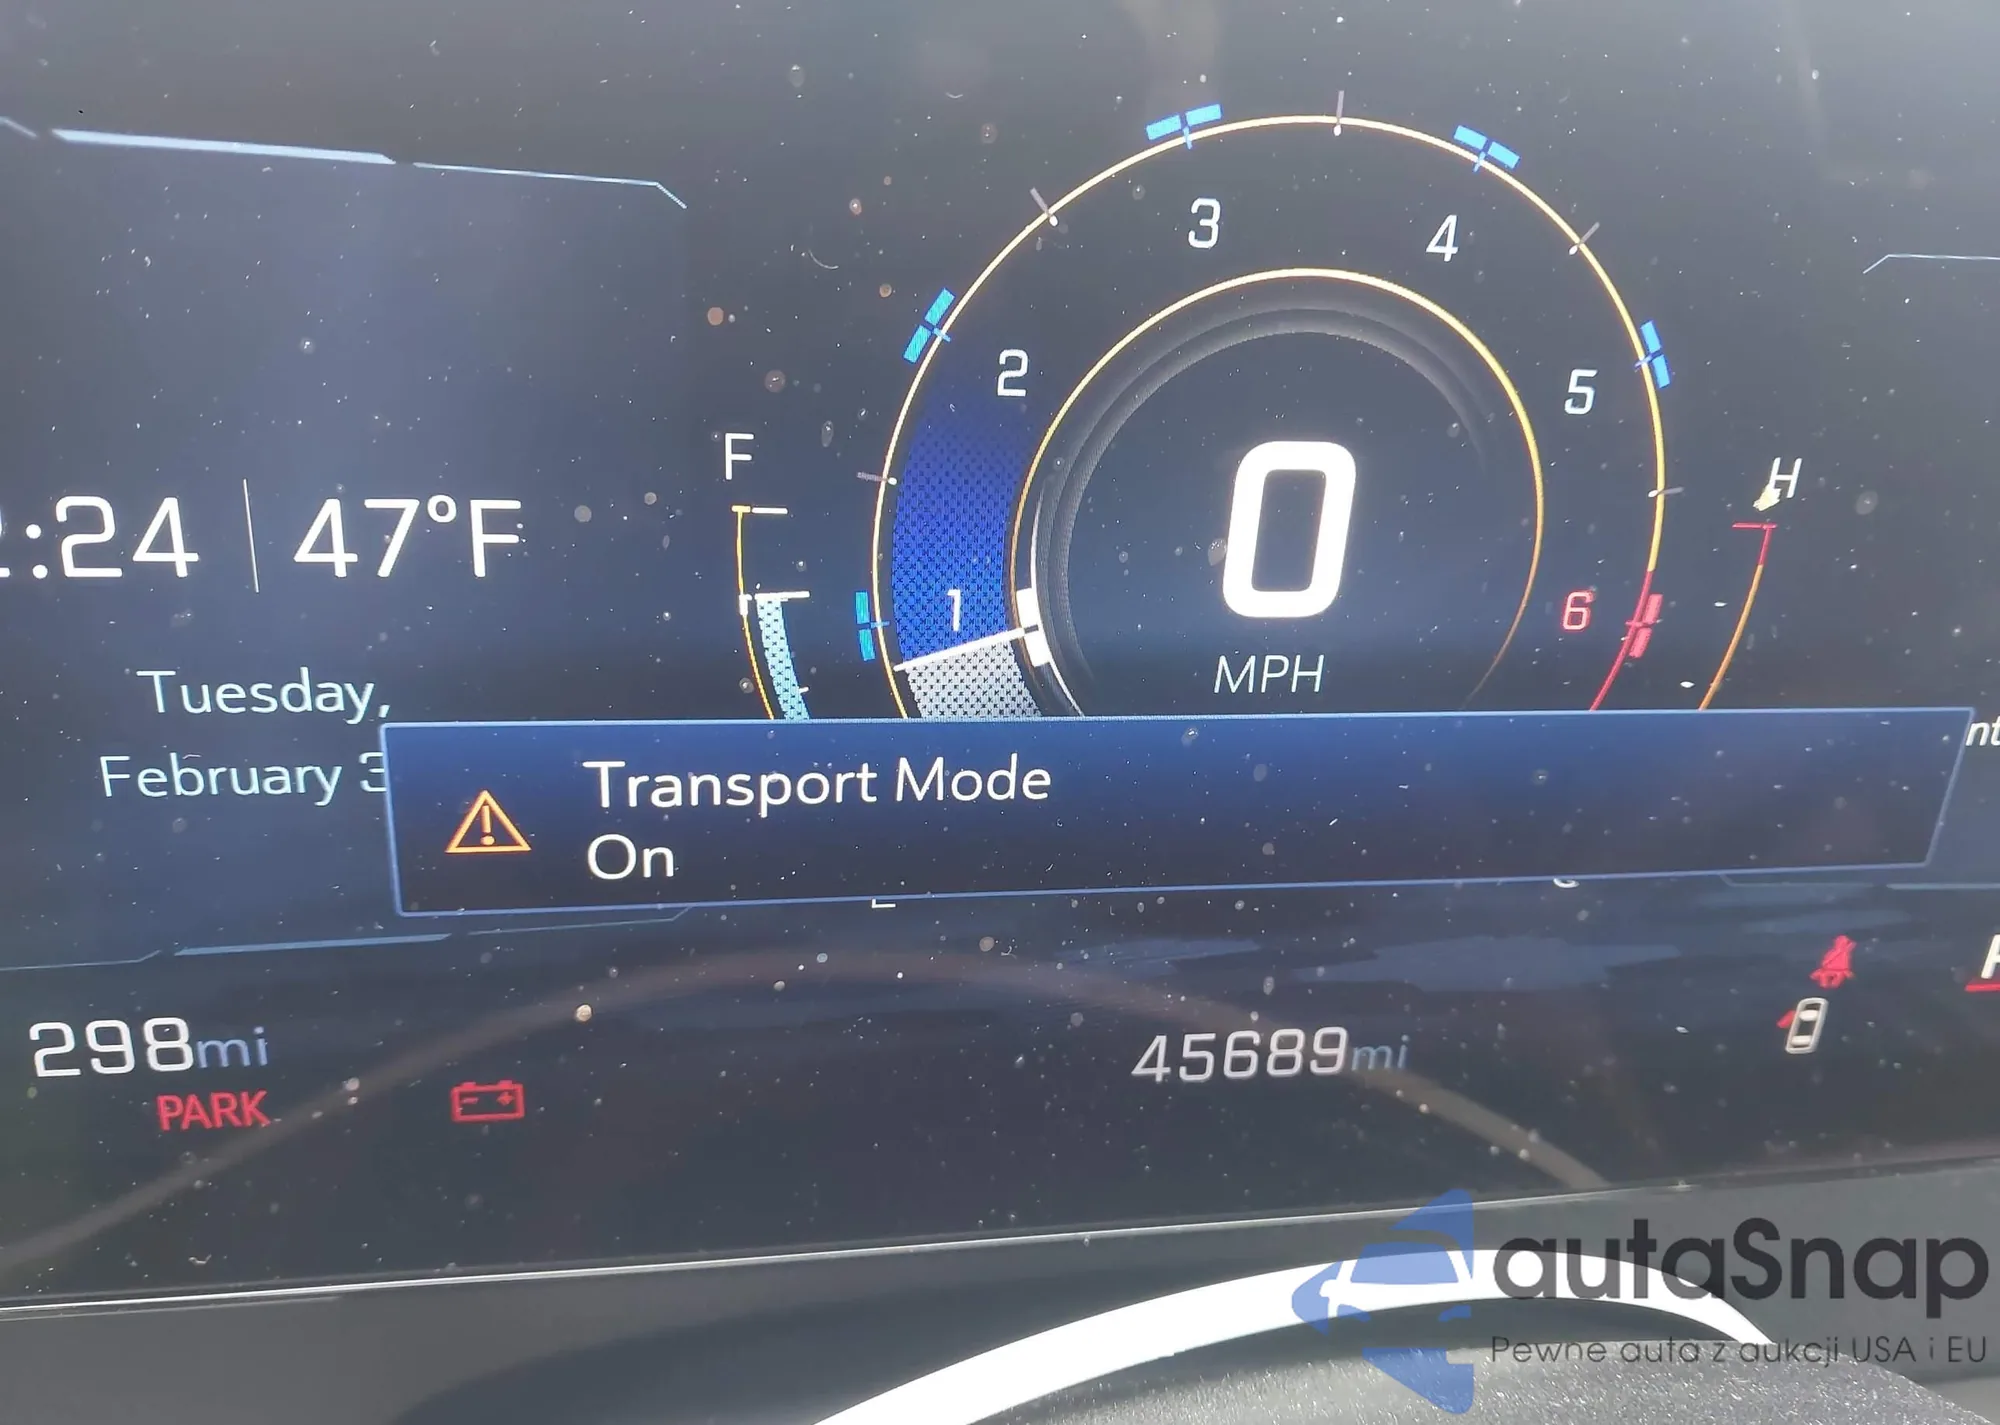 3
4
2
5
F
H
:24 47°F
0
1
6
MPH
Tuesday,
February 3
Transport Mode
On
298mi
45689mi
PARK
- +
autaSnap
Pewne auta z aukcji USA i EU